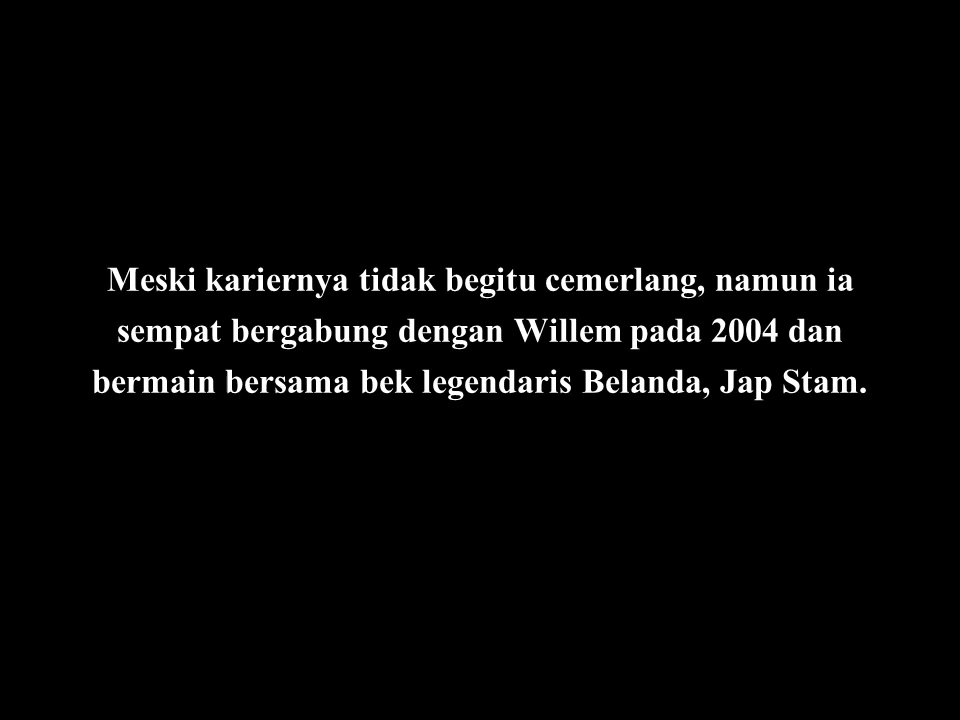 Meski kariernya tidak begitu cemerlang, namun ia
sempat bergabung dengan Willem pada 2004 dan
bermain bersama bek legendaris Belanda, Jap Stam.